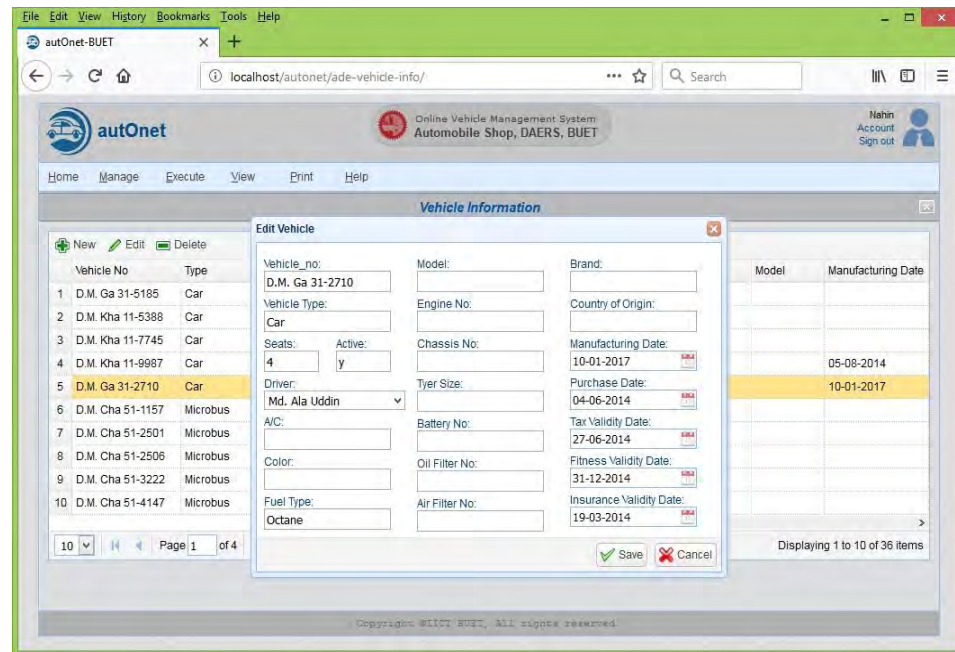 File Edit View History Bookmarks Tools Help
autOnet-BUET
localhost/autonet/ade-vehicle-info/
Search
autOnet
Online Vehicle Management System
Automobile Shop, DAERS, BUET
Nahin
Account
Sign out
Home Manage Execute View Print Help
Vehicle Information
New Edit Delete
Vehicle No Type Model Manufacturing Date
1 D.M. Ga 31-5185 Car
2 D.M. Kha 11-5388 Car
3 D.M. Kha 11-7745 Car
4 D.M. Kha 11-9987 Car 05-08-2014
5 D.M. Ga 31-2710 Car 10-01-2017
6 D.M. Cha 51-1157 Microbus
7 D.M. Cha 51-2501 Microbus
8 D.M. Cha 51-2506 Microbus
9 D.M. Cha 51-3222 Microbus
10 D.M. Cha 51-4147 Microbus
10 Page 1 of 4 Displaying 1 to 10 of 36 items
Edit Vehicle
Vehicle_no: Model: Brand:
D.M. Ga 31-2710
Vehicle Type: Engine No: Country of Origin:
Car
Seats: Active: Chassis No: Manufacturing Date:
4 y 10-01-2017
Driver: Tyer Size: Purchase Date:
Md. Ala Uddin 04-06-2014
A/C: Battery No: Tax Validity Date:
27-06-2014
Color: Oil Filter No: Fitness Validity Date:
31-12-2014
Fuel Type: Air Filter No: Insurance Validity Date:
Octane 19-03-2014
Save Cancel
Copyright ©IICT BUET, All rights reserved